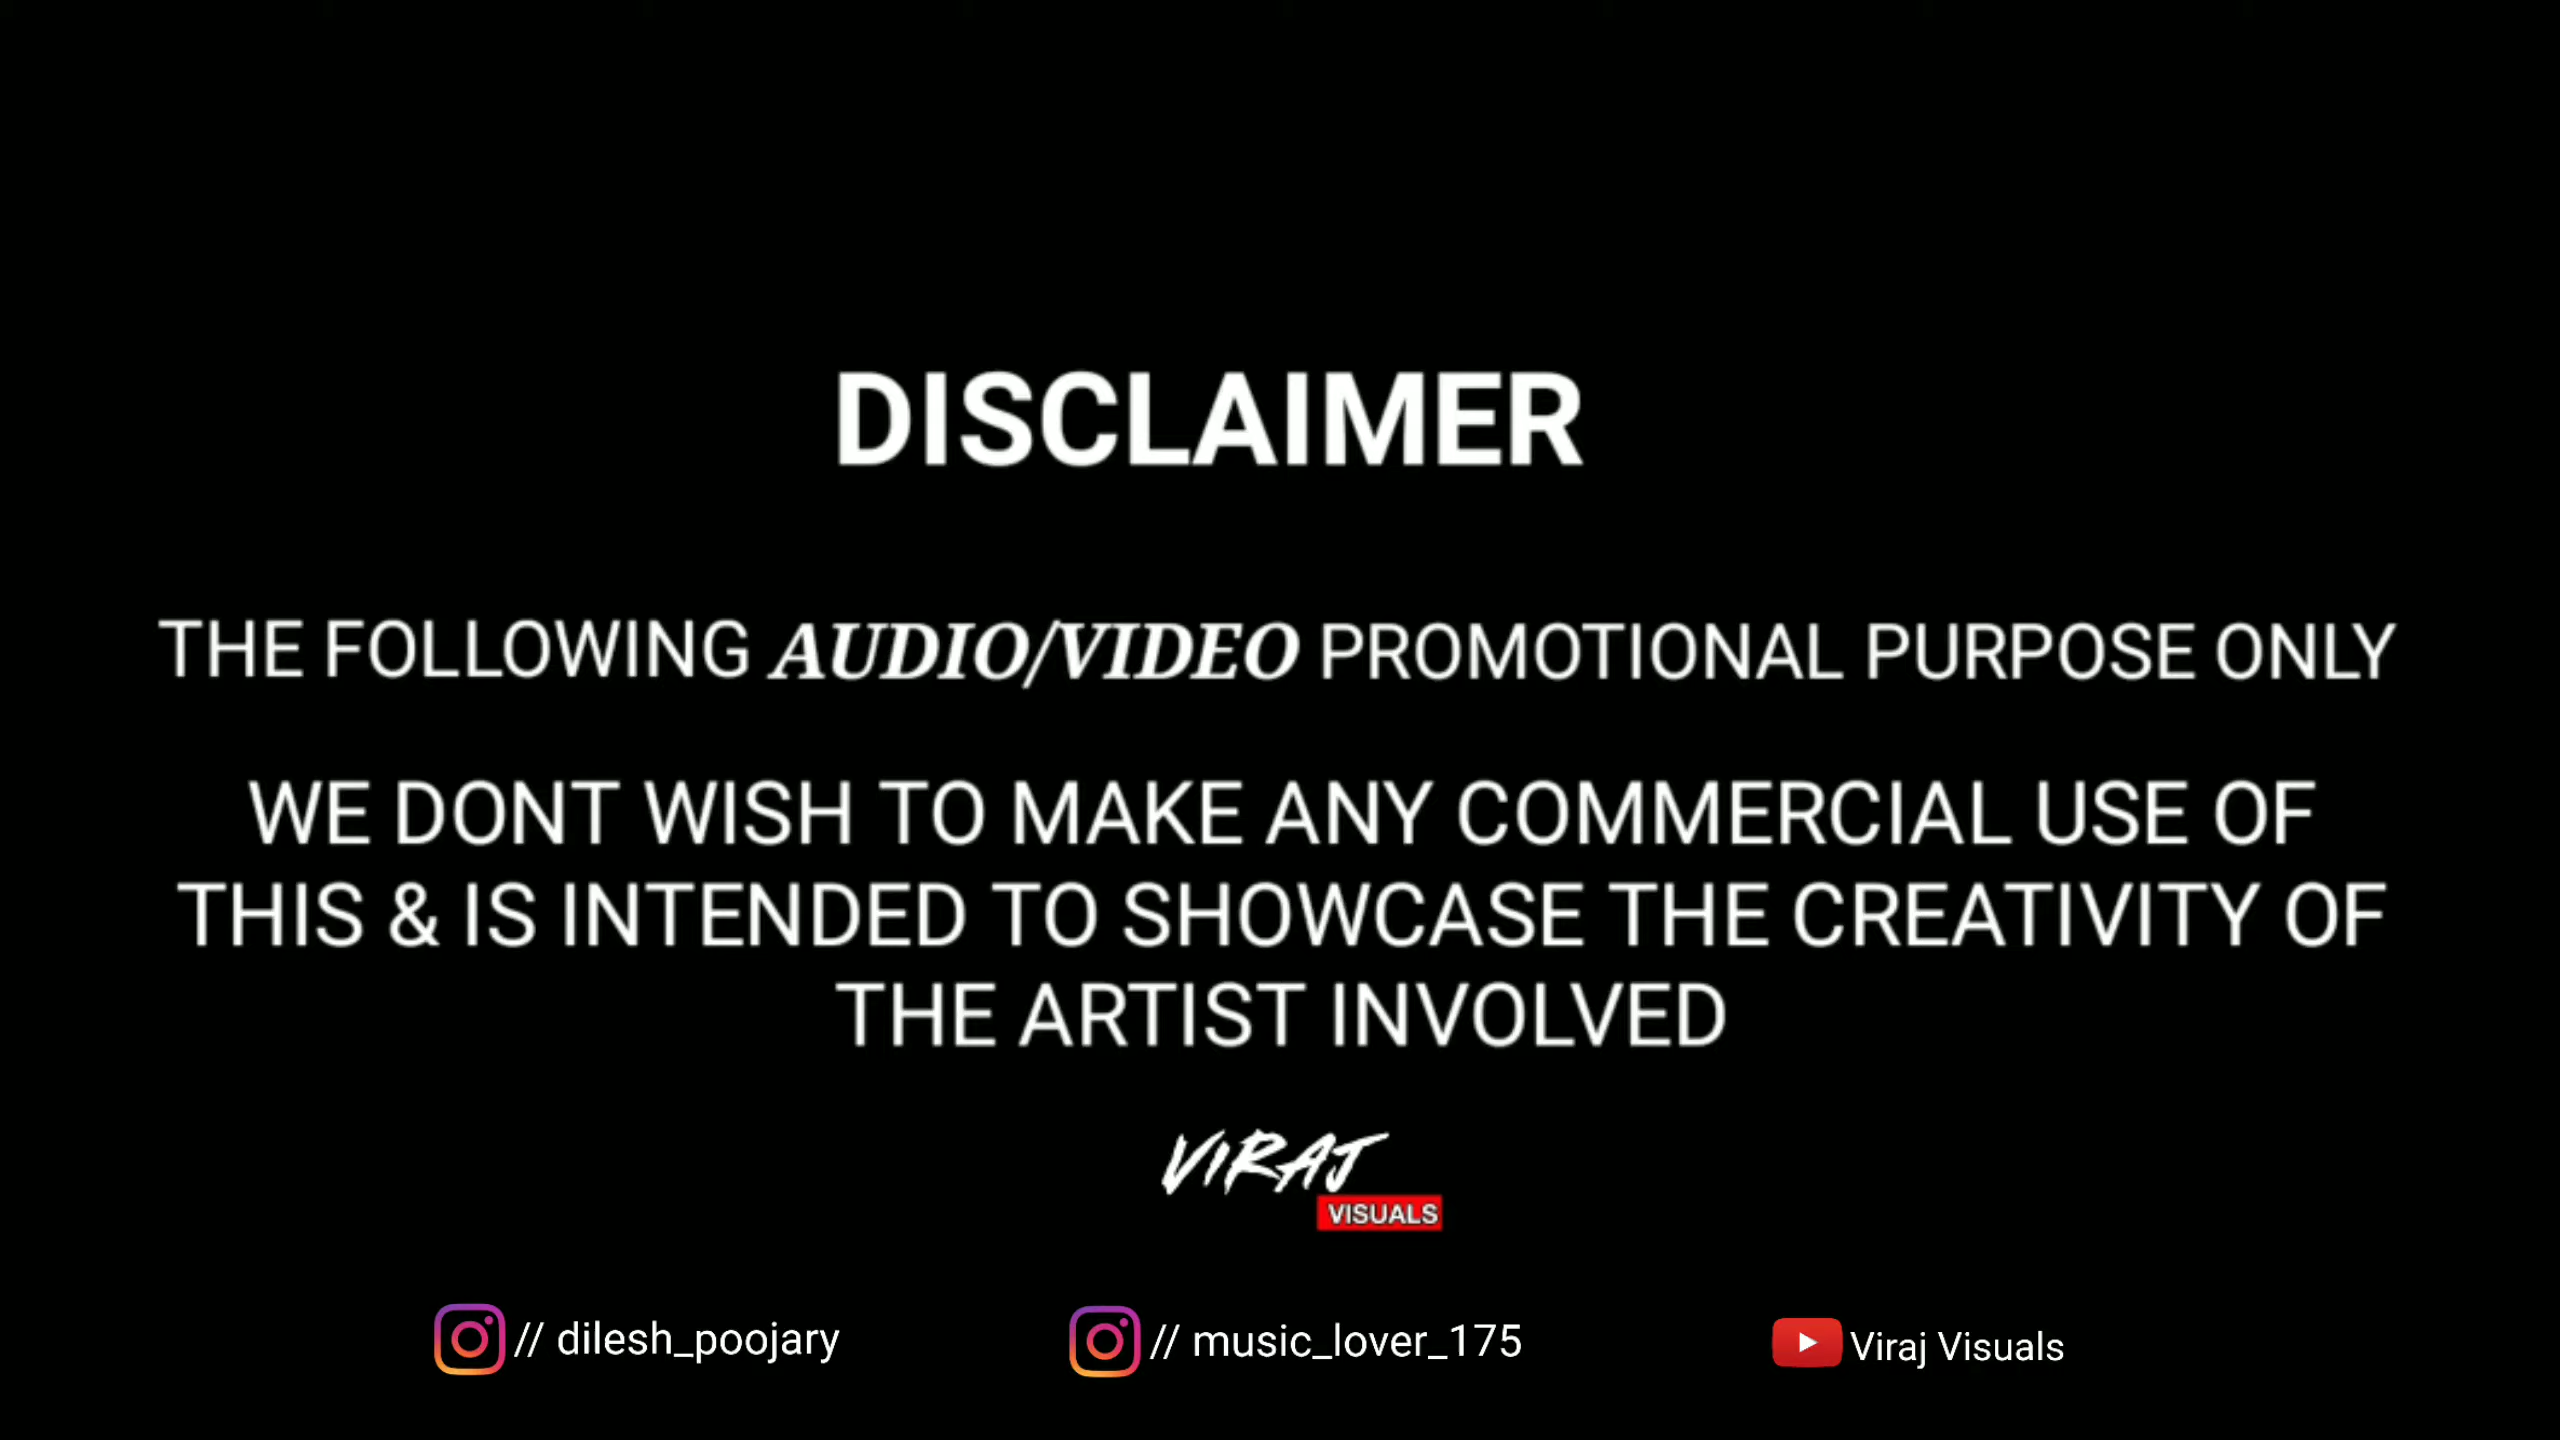 DISCLAIMER
THE FOLLOWING AUDIO/VIDEO PROMOTIONAL PURPOSE ONLY
WE DONT WISH TO MAKE ANY COMMERCIAL USE OF
THIS & IS INTENDED TO SHOWCASE THE CREATIVITY OF
THE ARTIST INVOLVED
VIRAJ
VISUALS
// dilesh_poojary
// music_lover_175
Viraj Visuals